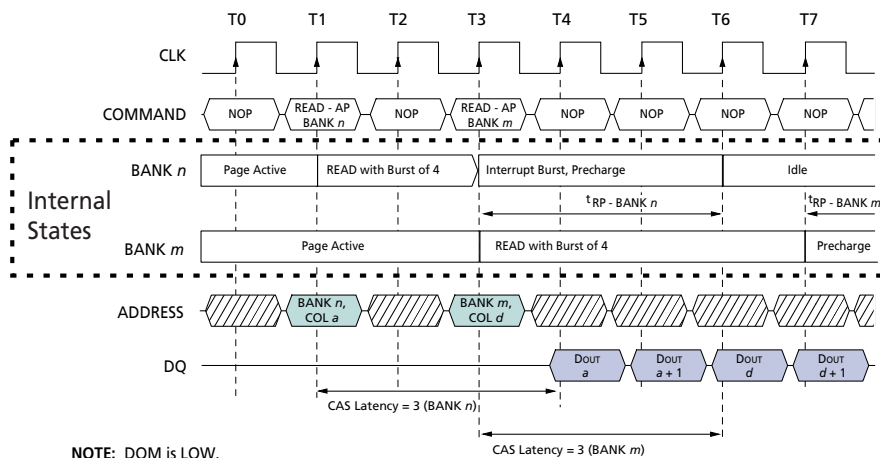 T0 T1 T2 T3 T4 T5 T6 T7
CLK
COMMAND NOP READ - AP BANK n NOP READ - AP BANK m NOP NOP NOP NOP
Internal States
BANK n Page Active READ with Burst of 4 Interrupt Burst, Precharge Idle
tRP - BANK n tRP - BANK m
BANK m Page Active READ with Burst of 4 Precharge
ADDRESS BANK n, COL a BANK m, COL d
DQ DOUT a DOUT a + 1 DOUT d DOUT d + 1
CAS Latency = 3 (BANK n)
CAS Latency = 3 (BANK m)
NOTE: DQM is LOW.